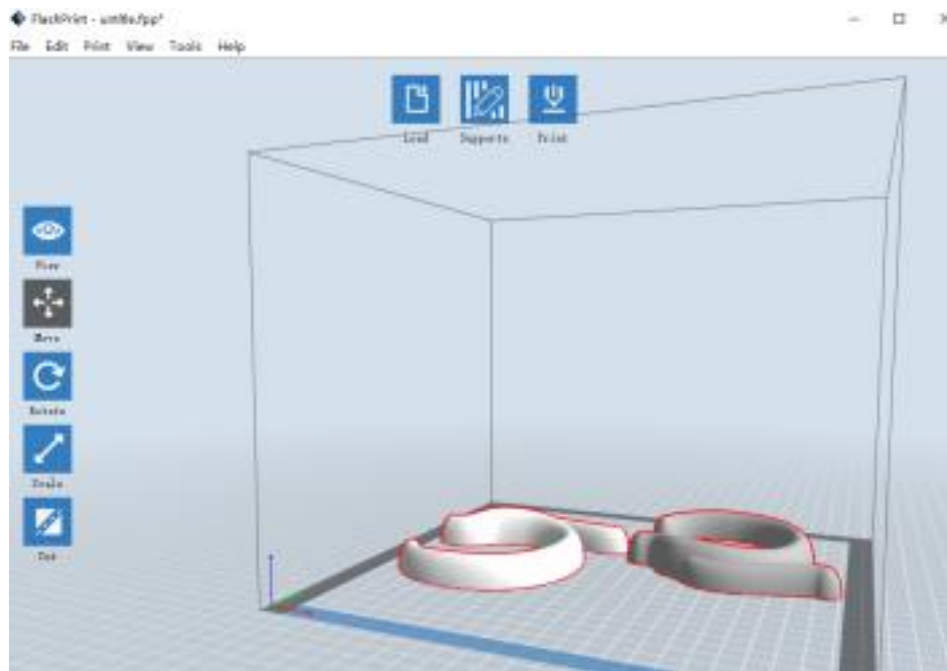 FlashPrint - untitle.fpp*
File Edit Print View Tools Help
Load Supports Print
View
Move
Rotate
Scale
Cut